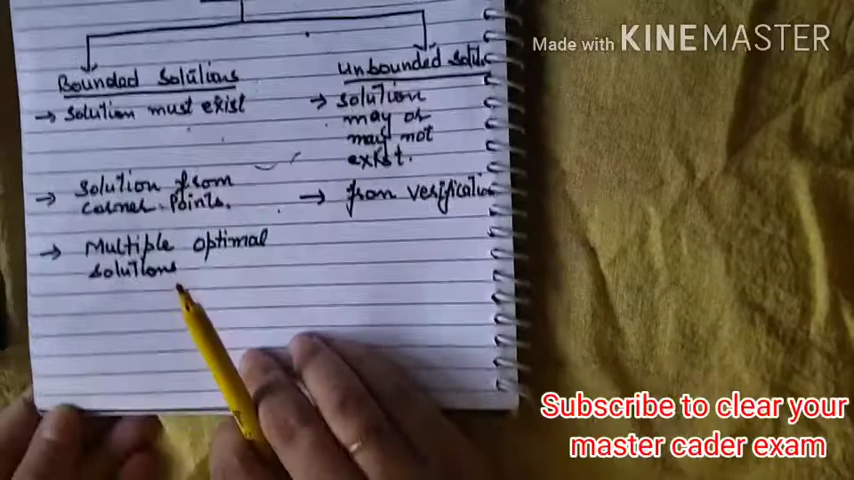 Made with KINEMASTER
Bounded Solutions
→ Solution must exist
→ Solution from
corner Points.
→ Multiple optimal
solutions
Unbounded Solu
→ Solution
may or
may not
exist.
→ from verification
Subscribe to clear your
master cader exam